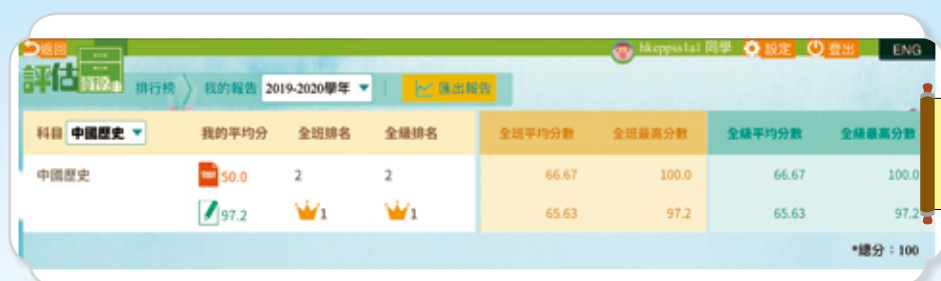 返回
hkeppss1a1 同學 設定 登出 ENG
評估
排行榜 我的報告 2019-2020學年 匯出報告
科目 中國歷史 我的平均分 全班排名 全級排名 全班平均分數 全班最高分數 全級平均分數 全級最高分數
中國歷史 50.0 2 2 66.67 100.0 66.67 100.0
97.2 1 1 65.63 97.2 65.63 97.2
*總分：100